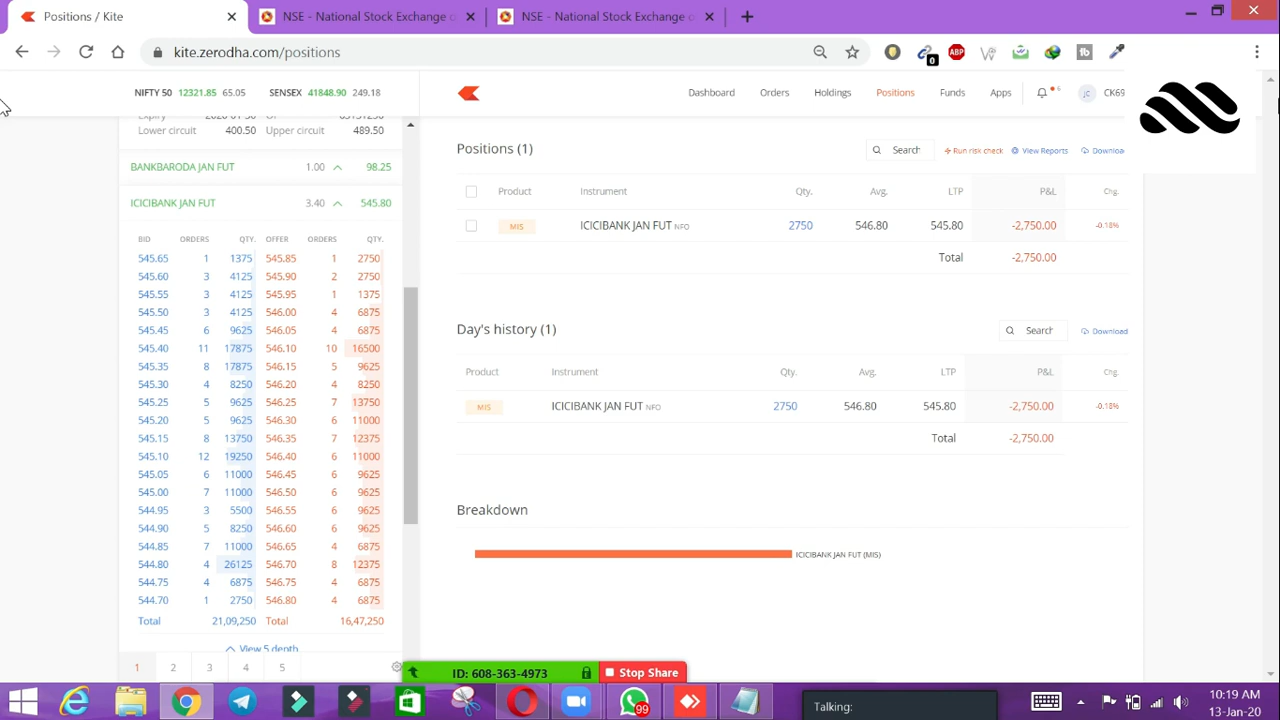 Positions / Kite
NSE - National Stock Exchange o
NSE - National Stock Exchange o
kite.zerodha.com/positions
0
ABP
NIFTY 50 12321.85 65.05 SENSEX 41848.90 249.18
Dashboard Orders Holdings Positions Funds Apps JC CK69
Lower circuit 400.50 Upper circuit 489.50
BANKBARODA JAN FUT 1.00 98.25
ICICIBANK JAN FUT 3.40 545.80
BID ORDERS QTY. OFFER ORDERS QTY.
545.65 1 1375 545.85 1 2750
545.60 3 4125 545.90 2 2750
545.55 3 4125 545.95 1 1375
545.50 3 4125 546.00 4 6875
545.45 6 9625 546.05 4 6875
545.40 11 17875 546.10 10 16500
545.35 8 17875 546.15 5 9625
545.30 4 8250 546.20 4 8250
545.25 5 9625 546.25 7 13750
545.20 5 9625 546.30 6 11000
545.15 8 13750 546.35 7 12375
545.10 12 19250 546.40 6 11000
545.05 6 11000 546.45 6 9625
545.00 7 11000 546.50 6 9625
544.95 3 5500 546.55 6 9625
544.90 5 8250 546.60 6 9625
544.85 7 11000 546.65 4 6875
544.80 4 26125 546.70 8 12375
544.75 4 6875 546.75 4 6875
544.70 1 2750 546.80 4 6875
Total 21,09,250 Total 16,47,250
View 5 depth
1 2 3 4 5
Positions (1)
Search Run risk check View Reports Download
Product Instrument Qty. Avg. LTP P&L Chg.
MIS ICICIBANK JAN FUT NFO 2750 546.80 545.80 -2,750.00 -0.18%
Total -2,750.00
Day's history (1)
Search Download
Product Instrument Qty. Avg. LTP P&L Chg.
MIS ICICIBANK JAN FUT NFO 2750 546.80 545.80 -2,750.00 -0.18%
Total -2,750.00
Breakdown
ICICIBANK JAN FUT (MIS)
ID: 608-363-4973 Stop Share
99
Talking:
10:19 AM
13-Jan-20